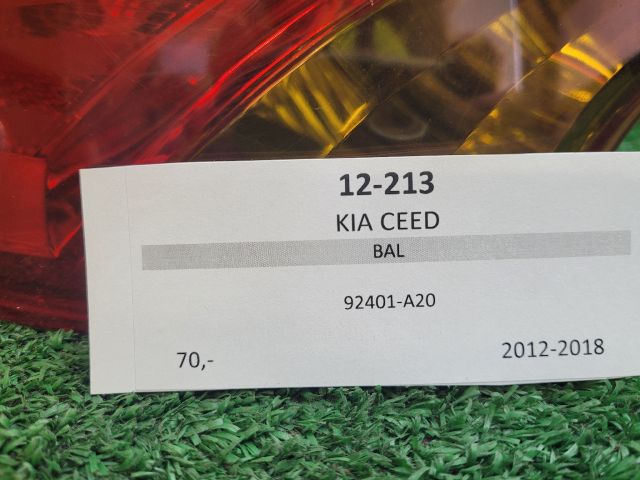 12-213
KIA CEED
BAL
92401-A20
70,- 2012-2018